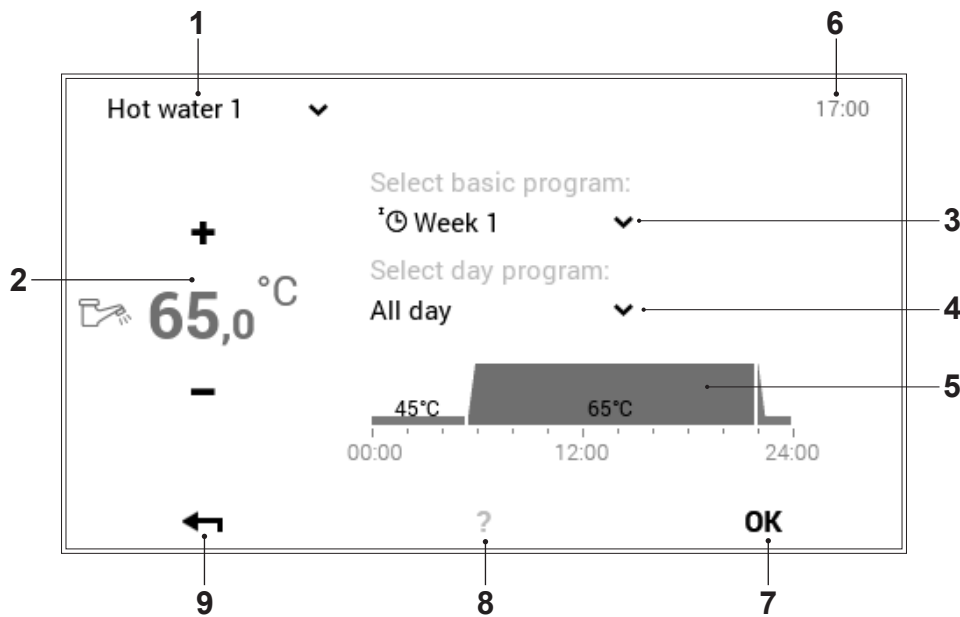 1 6
Hot water 1 17:00
Select basic program:
Week 1 3
+
Select day program:
2
65,0 °C
All day 4
−
5
45°C 65°C
00:00 12:00 24:00
? OK
9 8 7